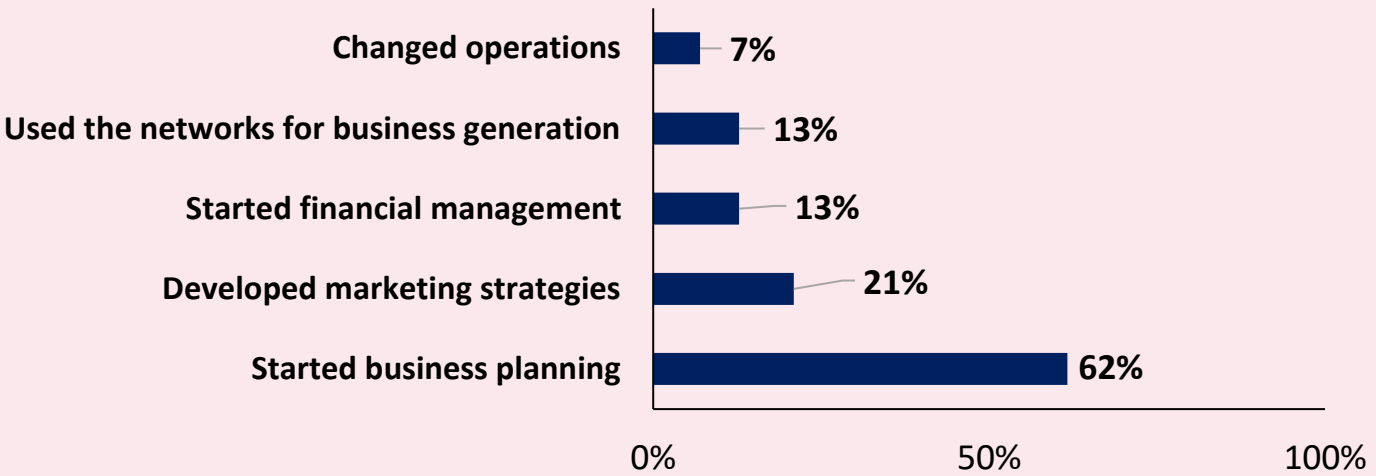 Changed operations 7%
Used the networks for business generation 13%
Started financial management 13%
Developed marketing strategies 21%
Started business planning 62%
0% 50% 100%